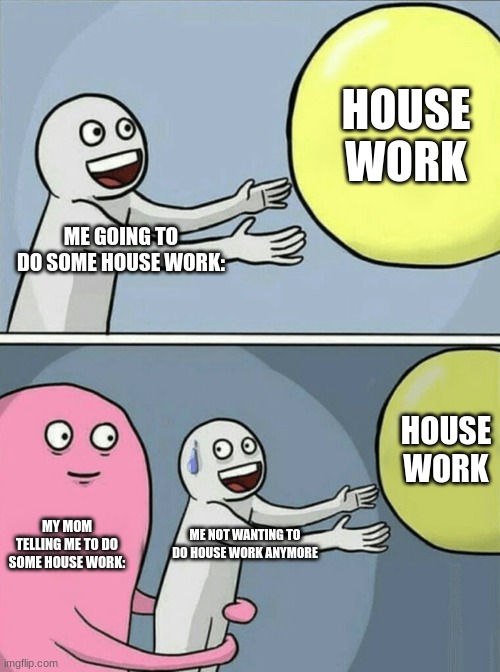 HOUSE
WORK
ME GOING TO
DO SOME HOUSE WORK:
HOUSE
WORK
MY MOM
TELLING ME TO DO
SOME HOUSE WORK:
ME NOT WANTING TO
DO HOUSE WORK ANYMORE
imgflip.com